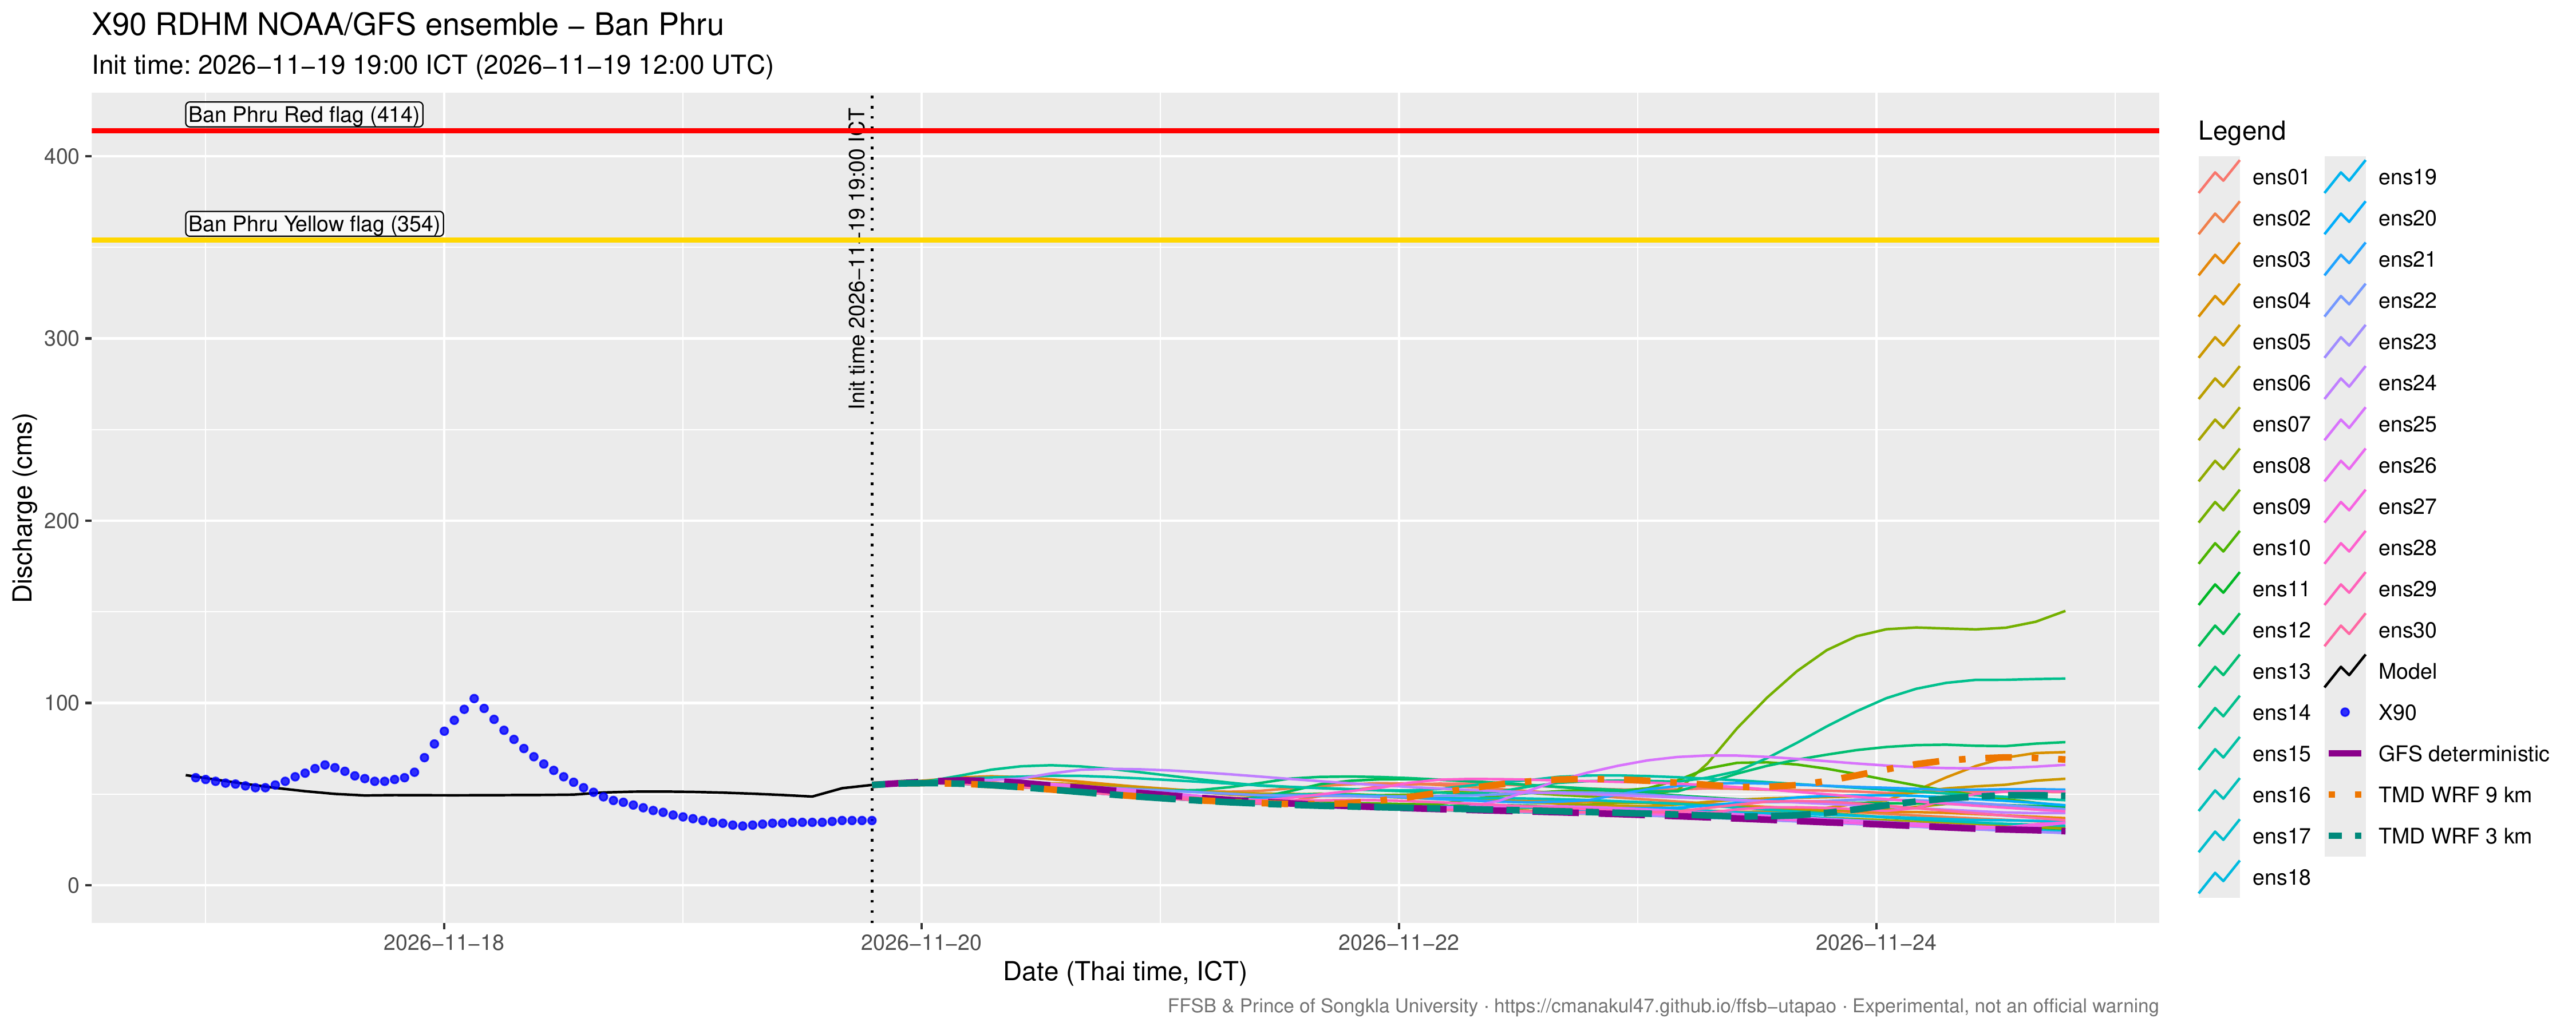 X90 RDHM NOAA/GFS ensemble – Ban Phru
Init time: 2026–11–19 19:00 ICT (2026–11–19 12:00 UTC)
Ban Phru Red flag (414)
Ban Phru Yellow flag (354)
Init time 2026–11–19 19:00 ICT
Discharge (cms)
400
300
200
100
0
2026–11–18
2026–11–20
2026–11–22
2026–11–24
Date (Thai time, ICT)
Legend
ens01
ens02
ens03
ens04
ens05
ens06
ens07
ens08
ens09
ens10
ens11
ens12
ens13
ens14
ens15
ens16
ens17
ens18
ens19
ens20
ens21
ens22
ens23
ens24
ens25
ens26
ens27
ens28
ens29
ens30
Model
X90
GFS deterministic
TMD WRF 9 km
TMD WRF 3 km
FFSB & Prince of Songkla University · https://cmanakul47.github.io/ffsb–utapao · Experimental, not an official warning